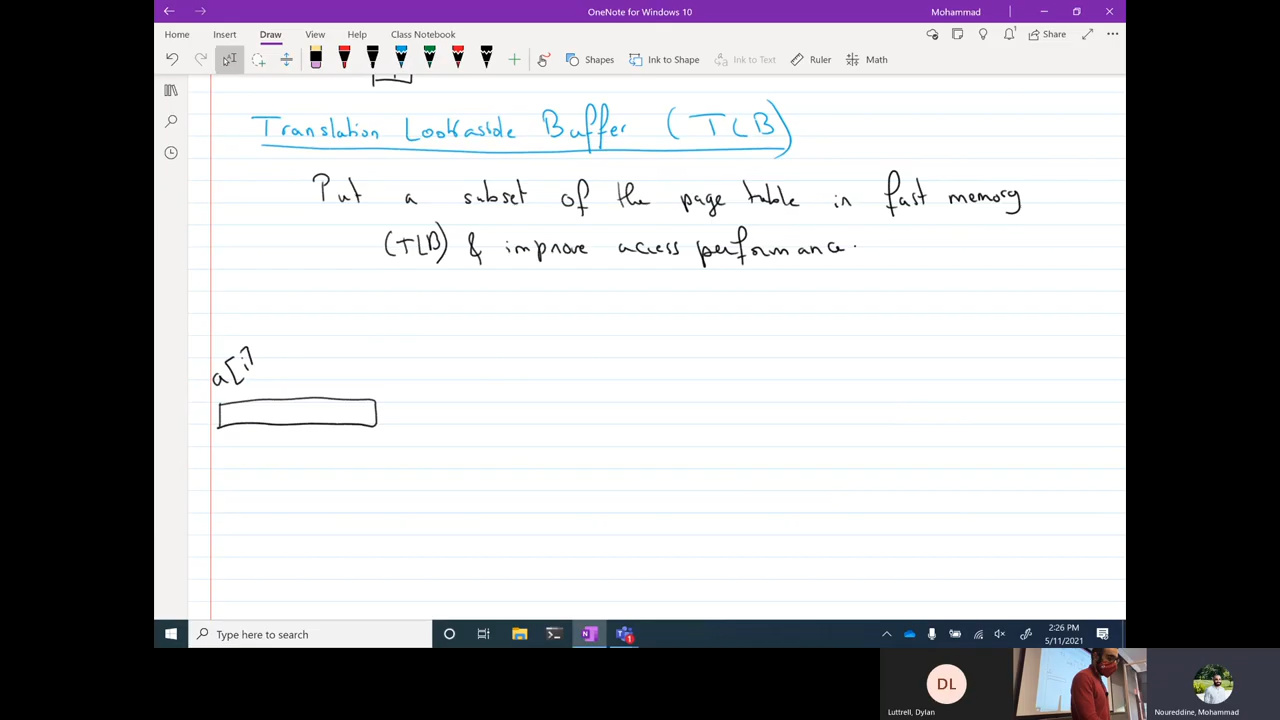 OneNote for Windows 10
Mohammad
Home Insert Draw View Help Class Notebook
Share
Shapes Ink to Shape Ink to Text Ruler Math
Translation Lookaside Buffer (TLB)
Put a subset of the page table in fast memory
(TLB) & improve access performance.
a[i]
Type here to search
2:26 PM
5/11/2021
DL
Luttrell, Dylan
Noureddine, Mohammad